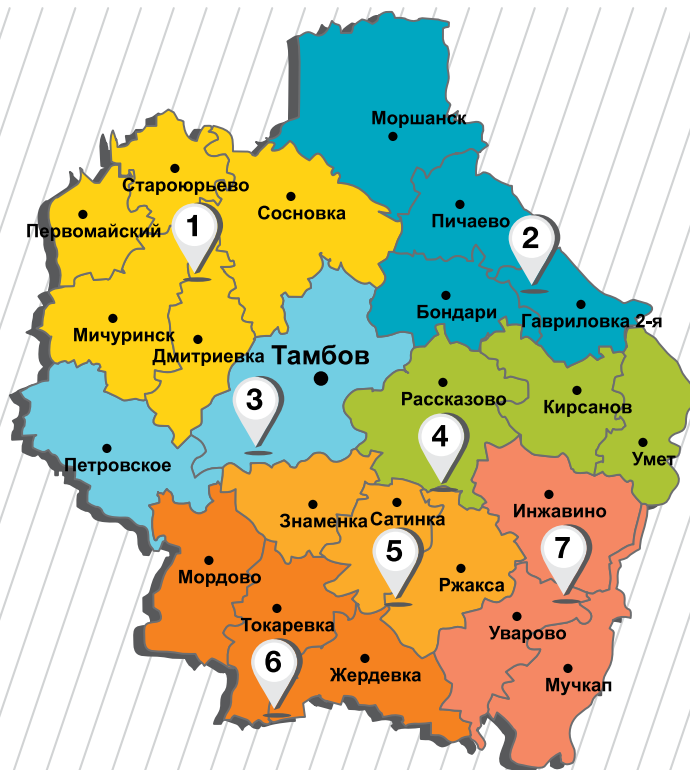 Моршанск
Староюрьево
Сосновка
Первомайский
Пичаево
1
2
Бондари
Гавриловка 2-я
Мичуринск
Дмитриевка
Тамбов
Рассказово
Кирсанов
3
4
Умет
Петровское
Знаменка
Сатинка
Инжавино
5
7
Мордово
Ржакса
Токаревка
Уварово
6
Жердевка
Мучкап